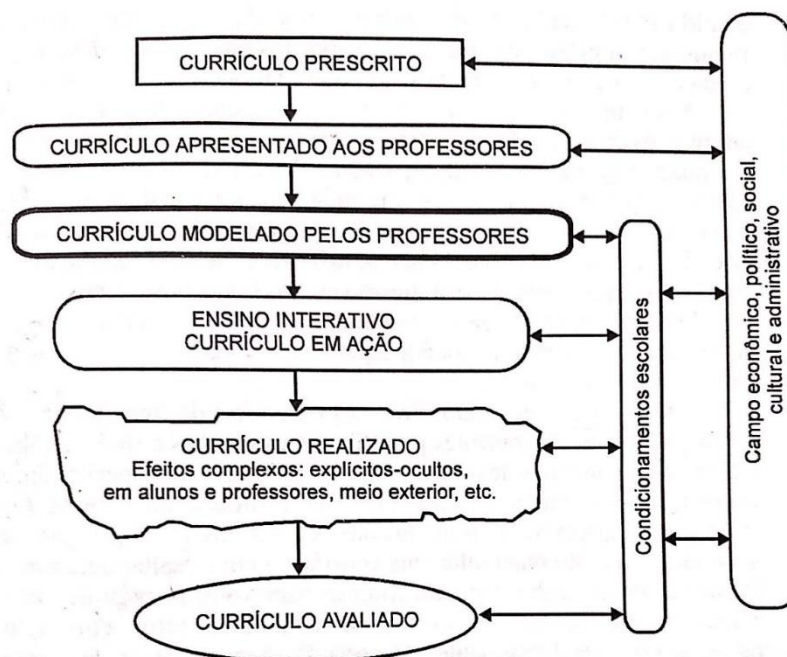 CURRÍCULO PRESCRITO
CURRÍCULO APRESENTADO AOS PROFESSORES
CURRÍCULO MODELADO PELOS PROFESSORES
ENSINO INTERATIVO
CURRÍCULO EM AÇÃO
CURRÍCULO REALIZADO
Efeitos complexos: explícitos-ocultos,
em alunos e professores, meio exterior, etc.
CURRÍCULO AVALIADO
Condicionamentos escolares
Campo econômico, político, social,
cultural e administrativo